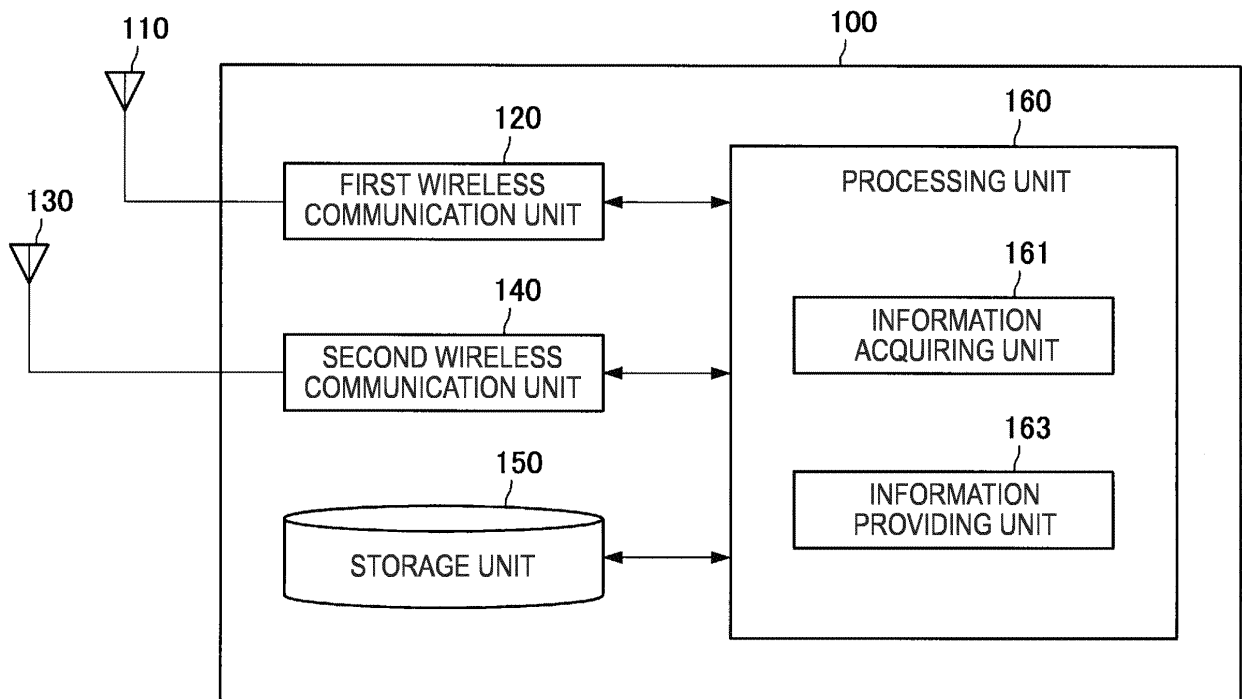 110
100
120
160
FIRST WIRELESS
COMMUNICATION UNIT
PROCESSING UNIT
130
140
161
SECOND WIRELESS
COMMUNICATION UNIT
INFORMATION
ACQUIRING UNIT
150
163
STORAGE UNIT
INFORMATION
PROVIDING UNIT